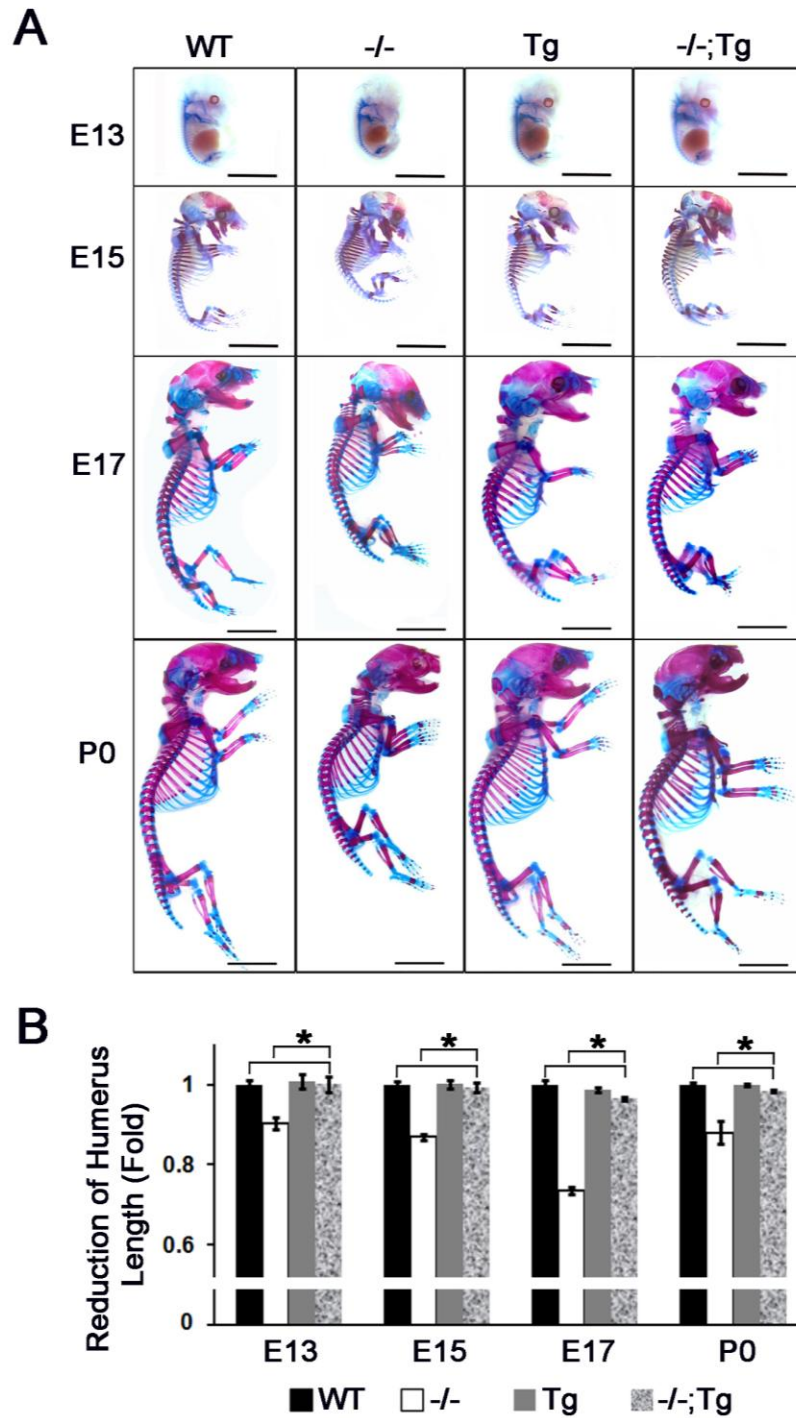 A
WT -/- Tg -/-;Tg
E13
E15
E17
P0
B
Reduction of Humerus
Length (Fold)
1
0.8
0.6
0
* * * *
E13 E15 E17 P0
WT -/- Tg -/-;Tg